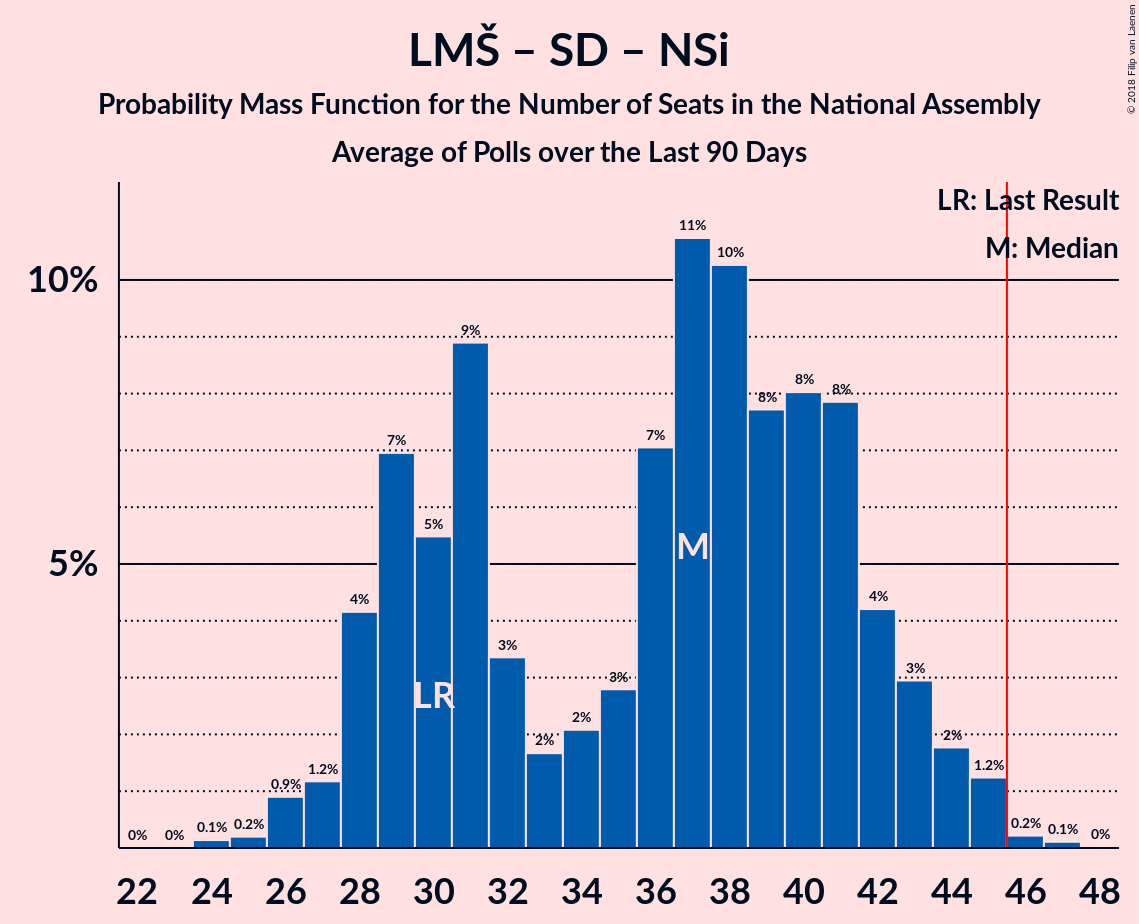 LMŠ – SD – NSi
Probability Mass Function for the Number of Seats in the National Assembly
Average of Polls over the Last 90 Days
© 2018 Filip van Laenen
LR: Last Result
M: Median
10%
5%
0% 0% 0.1% 0.2% 0.9% 1.2% 4% 7% 5% 9% 3% 2% 2% 3% 7% 11% 10% 8% 8% 8% 4% 3% 2% 1.2% 0.2% 0.1% 0%
LR M
22 24 26 28 30 32 34 36 38 40 42 44 46 48